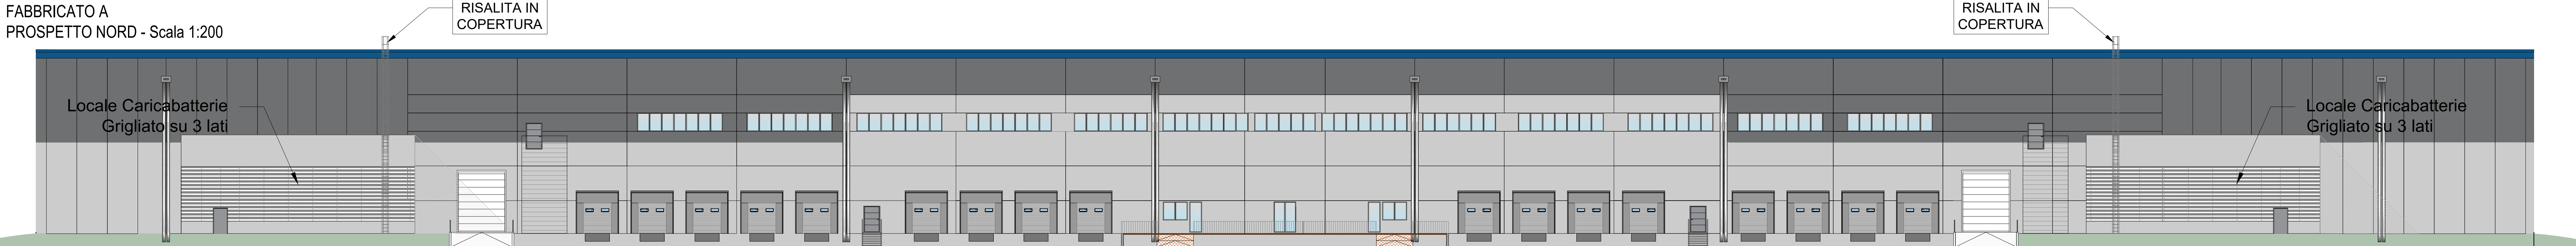 FABBRICATO A
PROSPETTO NORD - Scala 1:200
RISALITA IN
COPERTURA
RISALITA IN
COPERTURA
Locale Caricabatterie
Grigliato su 3 lati
Locale Caricabatterie
Grigliato su 3 lati